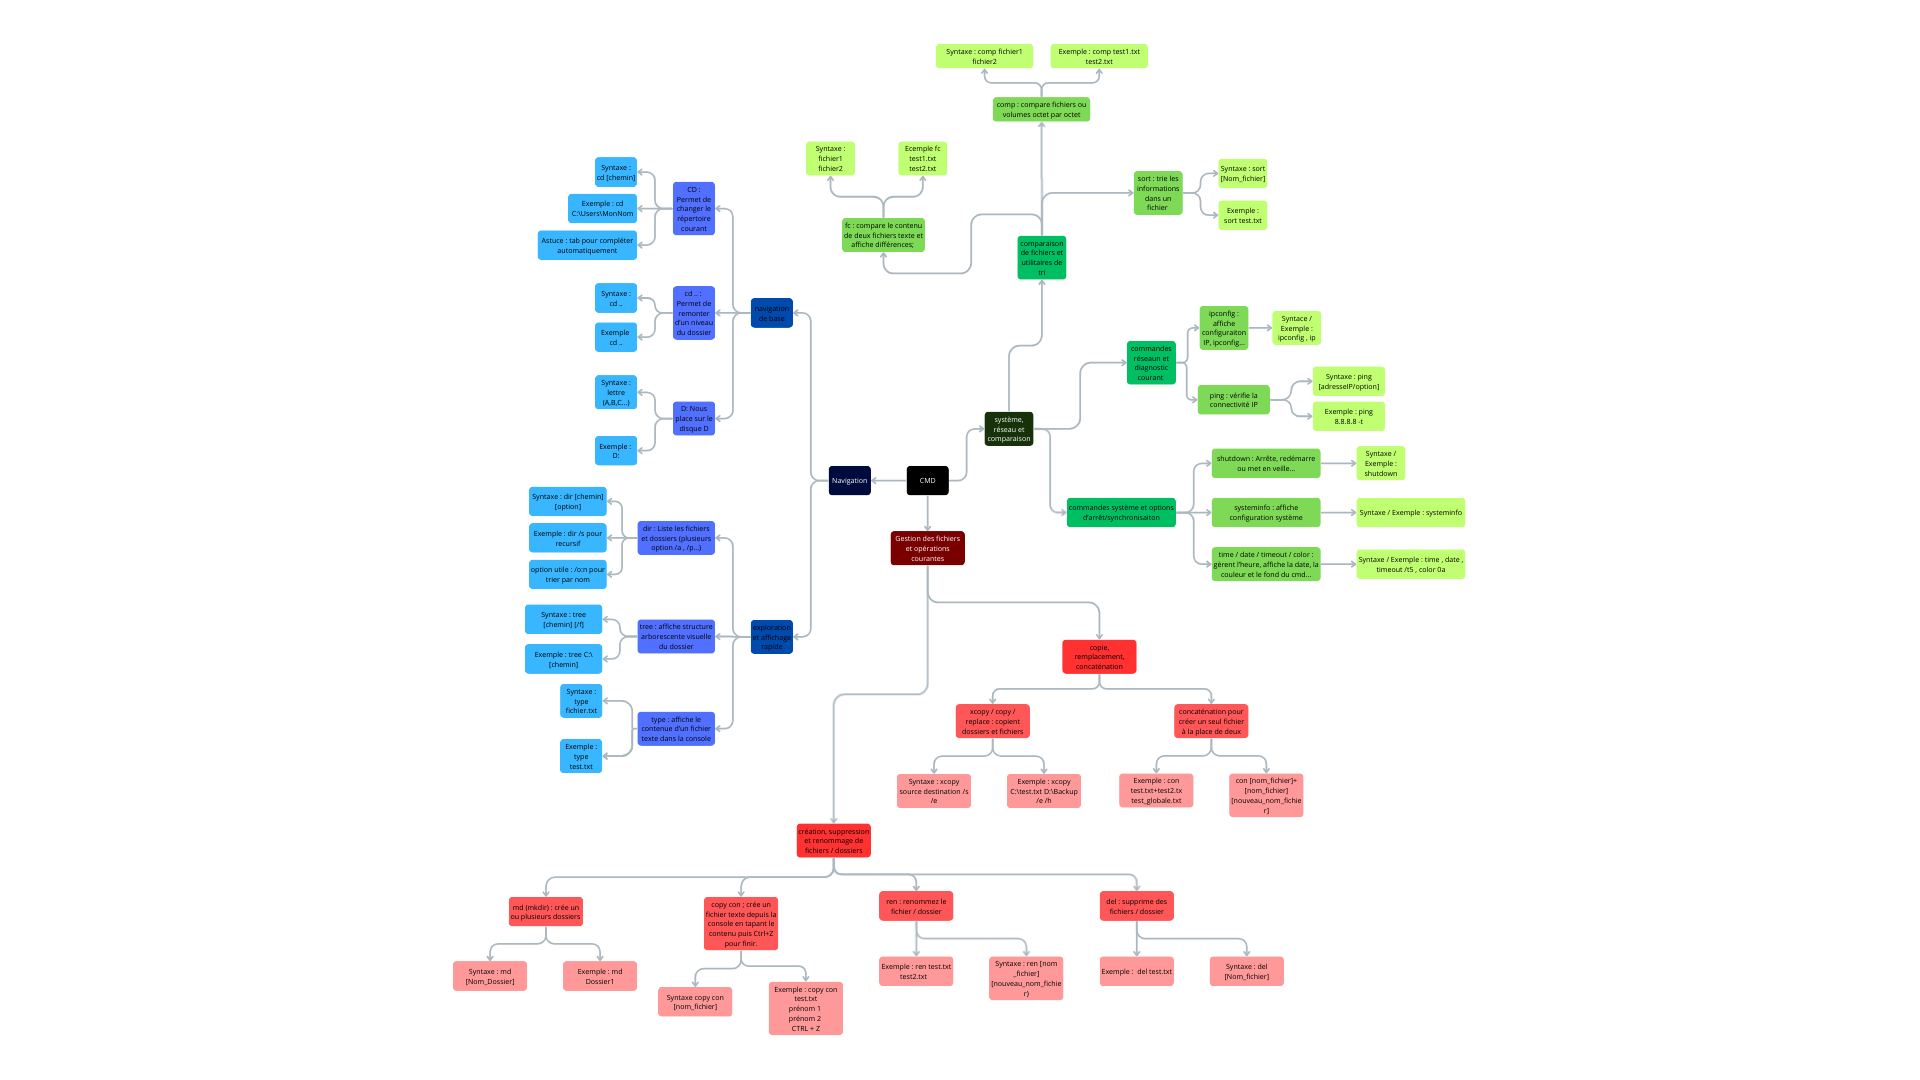 Syntaxe : comp fichier1
fichier2
Exemple : comp test1.txt
test2.txt
comp : compare fichiers ou
volumes octet par octet
Syntaxe :
fichier1
fichier2
Ecemple fc
test1.txt
test2.txt
fc : compare le contenu
de deux fichiers texte et
affiche différences;
sort : trie les
informations
dans un
fichier
Syntaxe : sort
[Nom_fichier]
Exemple :
sort test.txt
comparaison
de fichiers et
utilitaires de
tri
Syntaxe :
cd [chemin]
Exemple : cd
C:\Users\MonNom
Astuce : tab pour compléter
automatiquement
CD :
Permet de
changer le
répertoire
courant
Syntaxe :
cd ..
Exemple
cd ..
cd .. :
Permet de
remonter
d'un niveau
du dossier
navigation
de base
Syntaxe :
lettre
(A,B,C...)
Exemple :
D:
D: Nous
place sur le
disque D
ipconfig :
affiche
configuraiton
IP, ipconfig...
Syntace /
Exemple :
ipconfig , ip
commandes
réseaun et
diagnostic
courant
ping : vérifie la
connectivité IP
Syntaxe : ping
[adresseIP/option]
Exemple : ping
8.8.8.8 -t
système,
réseau et
comparaison
shutdown : Arrête, redémarre
ou met en veille...
Syntaxe /
Exemple :
shutdown
Navigation
CMD
commandes système et options
d'arrêt/synchronisaiton
systeminfo : affiche
configuration système
Syntaxe / Exemple : systeminfo
time / date / timeout / color :
gèrent l'heure, affiche la date, la
couleur et le fond du cmd...
Syntaxe / Exemple : time , date ,
timeout /t5 , color 0a
Syntaxe : dir [chemin]
[option]
Exemple : dir /s pour
recursif
option utile : /o:n pour
trier par nom
dir : Liste les fichiers
et dossiers (plusieurs
option /a , /p...)
Syntaxe : tree
[chemin] [/f]
Exemple : tree C:\
[chemin]
tree : affiche structure
arborescente visuelle
du dossier
exploration
et affichage
rapide
Syntaxe :
type
fichier.txt
Exemple :
type
test.txt
type : affiche le
contenue d'un fichier
texte dans la console
Gestion des fichiers
et opérations
courantes
copie,
remplacement,
concaténation
xcopy / copy /
replace : copient
dossiers et fichiers
concaténation pour
créer un seul fichier
à la place de deux
Syntaxe : xcopy
source destination /s
/e
Exemple : xcopy
C:\test.txt D:\Backup
/e /h
Exemple : con
test.txt+test2.tx
test_globale.txt
con [nom_fichier]+
[nom_fichier]
[nouveau_nom_fichie
r]
création, suppression
et renommage de
fichiers / dossiers
md (mkdir) : crée un
ou plusieurs dossiers
copy con ; crée un
fichier texte depuis la
console en tapant le
contenu puis Ctrl+Z
pour finir.
ren : renommez le
fichier / dossier
del : supprime des
fichiers / dossier
Syntaxe : md
[Nom_Dossier]
Exemple : md
Dossier1
Syntaxe copy con
[nom_fichier]
Exemple : copy con
test.txt
prénom 1
prénom 2
CTRL + Z
Exemple : ren test.txt
test2.txt
Syntaxe : ren [nom
_fichier]
[nouveau_nom_fichie
r)
Exemple :  del test.txt
Syntaxe : del
[Nom_fichier]